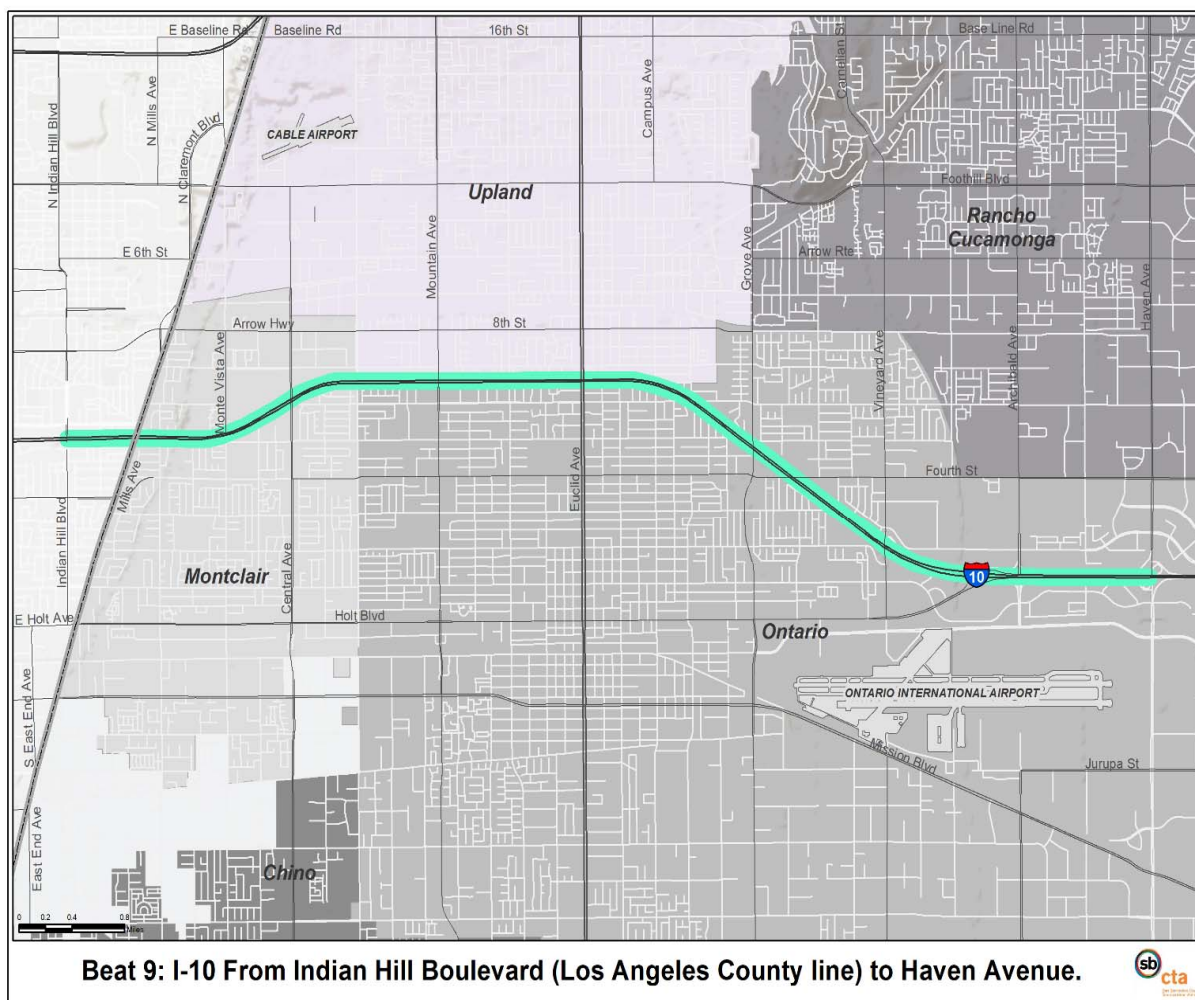 E Baseline Rd
Baseline Rd
16th St
Base Line Rd
Carnelian St
N Mills Ave
N Indian Hill Blvd
N Claremont Blvd
Campus Ave
CABLE AIRPORT
Foothill Blvd
Upland
Rancho
Cucamonga
E 6th St
Mountain Ave
Grove Ave
Arrow Rte
Haven Ave
Arrow Hwy
8th St
Monte Vista Ave
Vineyard Ave
Archibald Ave
Fourth St
Mills Ave
Euclid Ave
Indian Hill Blvd
Central Ave
Montclair
10
E Holt Ave
Holt Blvd
Ontario
S East End Ave
ONTARIO INTERNATIONAL AIRPORT
Mission Blvd
Jurupa St
East End Ave
Chino
0 0.2 0.4 0.8
Miles
Beat 9: I-10 From Indian Hill Boulevard (Los Angeles County line) to Haven Avenue.
sb
cta